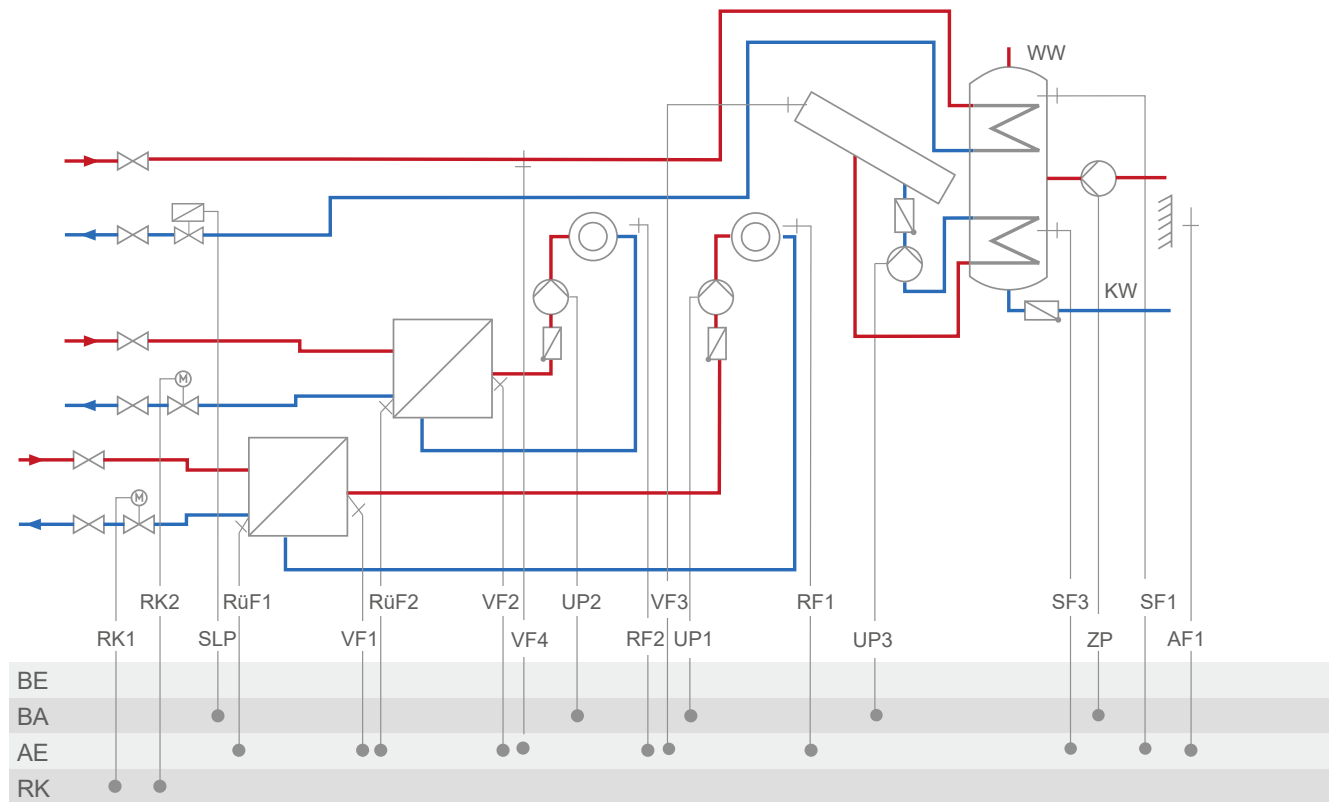 WW
KW
M
M
RK2 RüF1 RüF2 VF2 UP2 VF3 RF1 SF3 SF1
RK1 SLP VF1 VF4 RF2 UP1 UP3 ZP AF1
BE
BA
AE
RK